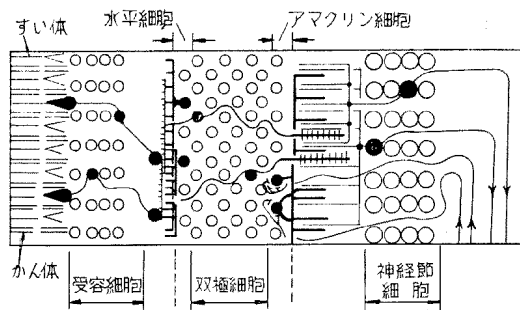 水平細胞
アマクリン細胞
すい体
かん体
受容細胞
双極細胞
神経節
細胞